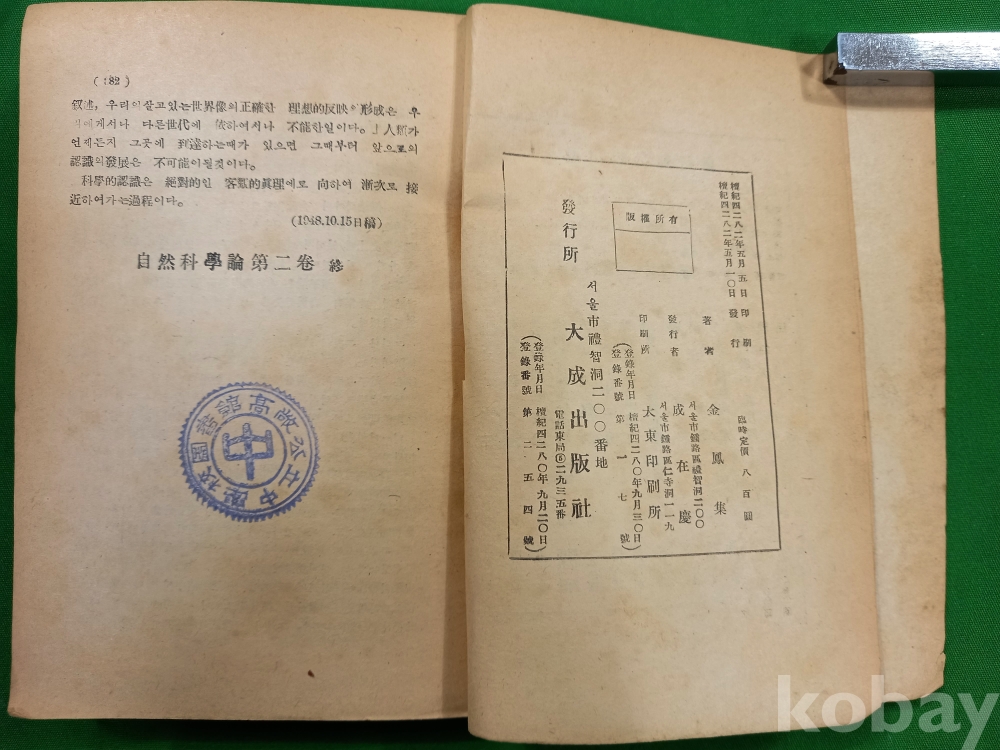 (182)
叙述, 우리의살고있는世界像의正確한 理想的反映의形成은 우
리에게서나 다른世代에 依하여서나 不能한일이다。」人類가
언제든지 그곳에 到達하는때가 있으면 그때부터 앞으로의
認識의發展은 不可能이될것이다。
科學的認識은 絕對的인 客觀的眞理에로 向하여 漸次로 接
近하여가는過程이다。
(1948.10.15日稿)
自然科學論第二卷 終
檀紀四二八二年五月五日 印刷
檀紀四二八二年五月一〇日 發行
臨時定價 八百圓
版權所有
著者 金鳳集
서울市鍾路區禮智洞二〇〇
發行者 成在慶
서울市鍾路區仁寺洞一一九
印刷所 大東印刷所
(登錄年月日 檀紀四二八〇年九月三〇日)
(登錄番號 第一七號)
發行所
서울市禮智洞二〇〇番地
大成出版社
電話東局⑤二九三五番
(登錄年月日 檀紀四二八〇年九月二〇日)
(登錄番號 第二五四號)
中
kobay